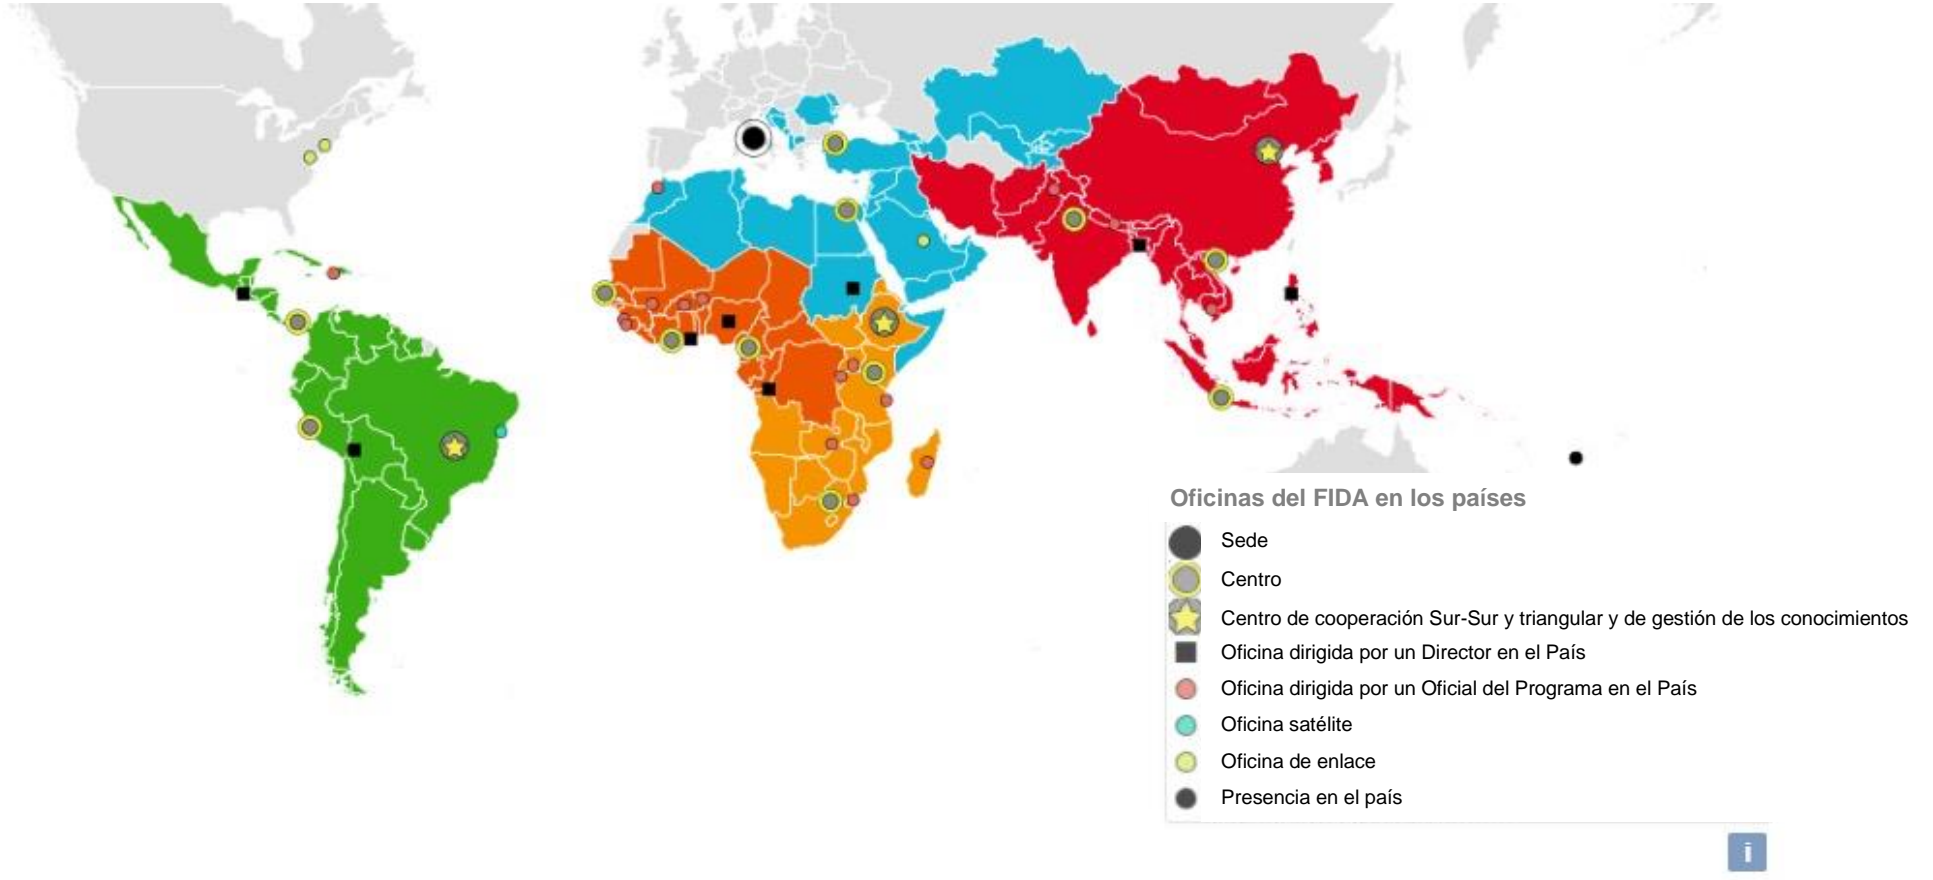 Oficinas del FIDA en los países
Sede
Centro
Centro de cooperación Sur-Sur y triangular y de gestión de los conocimientos
Oficina dirigida por un Director en el País
Oficina dirigida por un Oficial del Programa en el País
Oficina satélite
Oficina de enlace
Presencia en el país
i